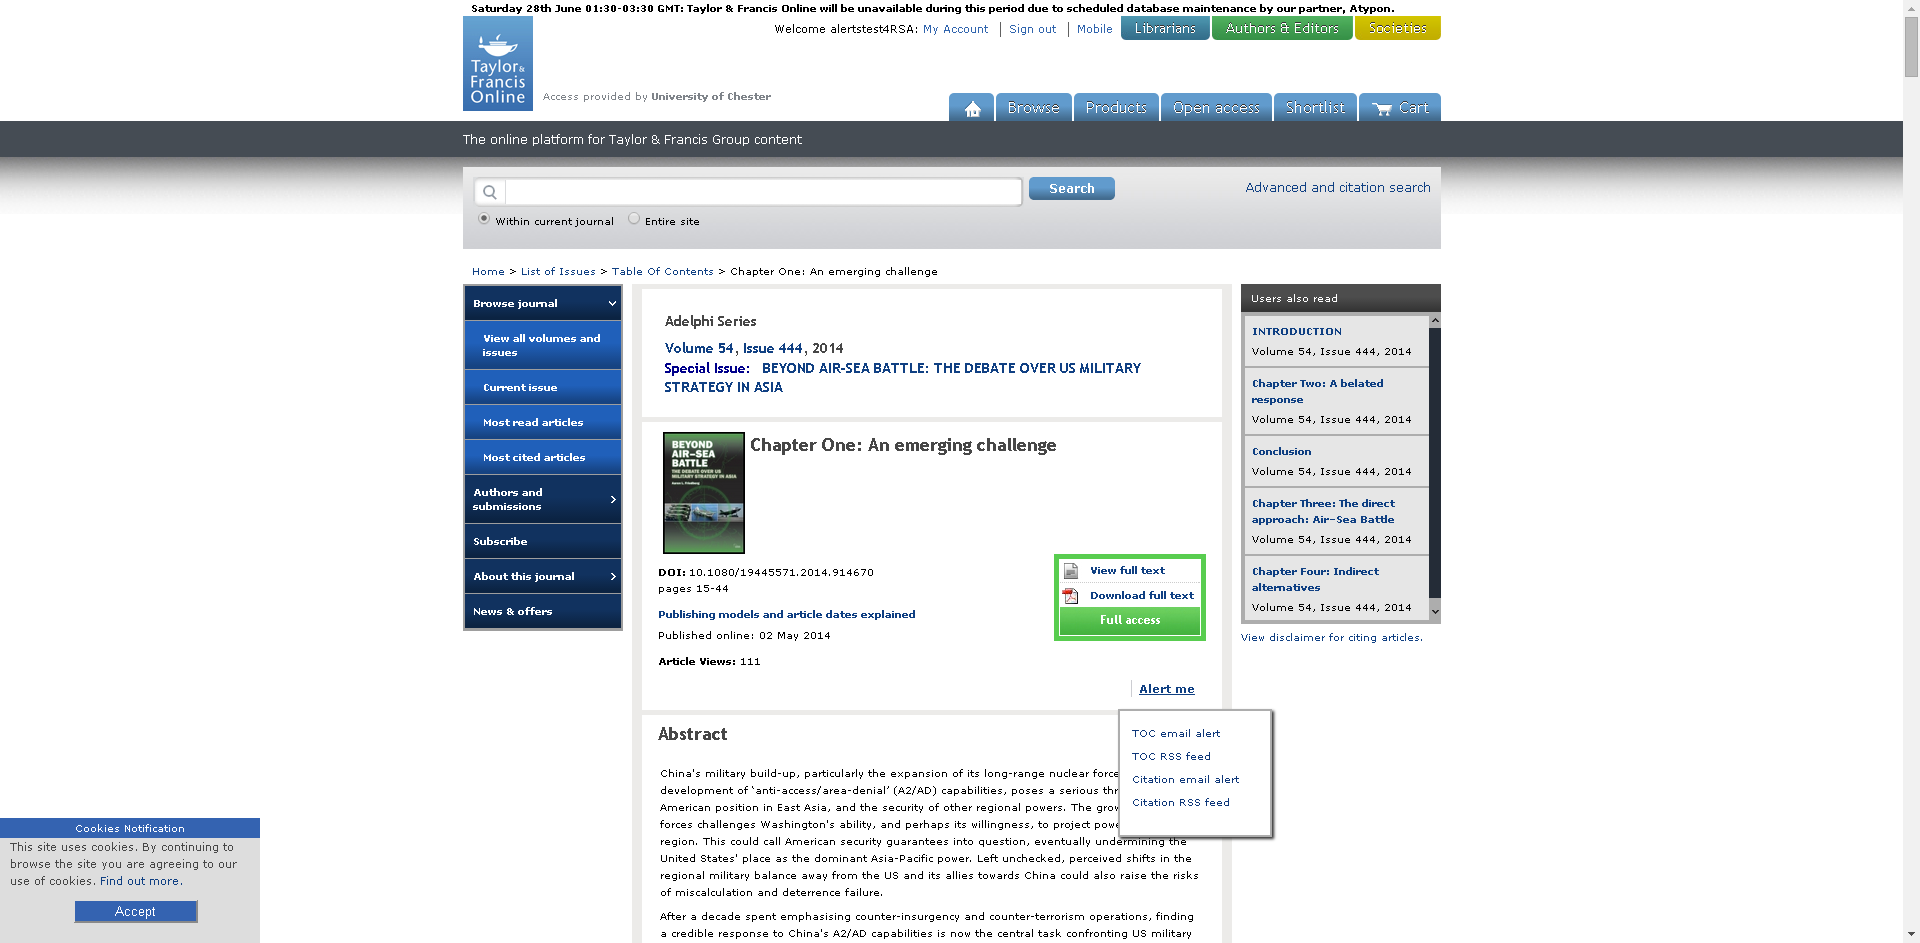 Saturday 28th June 01:30-03:30 GMT: Taylor & Francis Online will be unavailable during this period due to scheduled database maintenance by our partner, Atypon.
Welcome alertstest4RSA: My Account Sign out Mobile Librarians Authors & Editors Societies
Taylor &
Francis
Online
Access provided by University of Chester
Browse Products Open access Shortlist Cart
The online platform for Taylor & Francis Group content
Search
Advanced and citation search
Within current journal Entire site
Home > List of Issues > Table Of Contents > Chapter One: An emerging challenge
Browse journal
View all volumes and
issues
Current issue
Most read articles
Most cited articles
Authors and
submissions
Subscribe
About this journal
News & offers
Adelphi Series
Volume 54, Issue 444, 2014
Special Issue: BEYOND AIR-SEA BATTLE: THE DEBATE OVER US MILITARY
STRATEGY IN ASIA
BEYOND
AIR-SEA
BATTLE
THE DEBATE OVER US
MILITARY STRATEGY IN ASIA
Aaron L. Friedberg
Chapter One: An emerging challenge
DOI: 10.1080/19445571.2014.914670
pages 15-44
Publishing models and article dates explained
Published online: 02 May 2014
Article Views: 111
View full text
Download full text
Full access
Alert me
TOC email alert
TOC RSS feed
Citation email alert
Citation RSS feed
Abstract
China's military build-up, particularly the expansion of its long-range nuclear force
development of ‘anti-access/area-denial’ (A2/AD) capabilities, poses a serious thr
American position in East Asia, and the security of other regional powers. The grow
forces challenges Washington's ability, and perhaps its willingness, to project powe
region. This could call American security guarantees into question, eventually undermining the
United States' place as the dominant Asia-Pacific power. Left unchecked, perceived shifts in the
regional military balance away from the US and its allies towards China could also raise the risks
of miscalculation and deterrence failure.
After a decade spent emphasising counter-insurgency and counter-terrorism operations, finding
a credible response to China's A2/AD capabilities is now the central task confronting US military
Users also read
INTRODUCTION
Volume 54, Issue 444, 2014
Chapter Two: A belated
response
Volume 54, Issue 444, 2014
Conclusion
Volume 54, Issue 444, 2014
Chapter Three: The direct
approach: Air–Sea Battle
Volume 54, Issue 444, 2014
Chapter Four: Indirect
alternatives
Volume 54, Issue 444, 2014
View disclaimer for citing articles.
Cookies Notification
This site uses cookies. By continuing to
browse the site you are agreeing to our
use of cookies. Find out more.
Accept